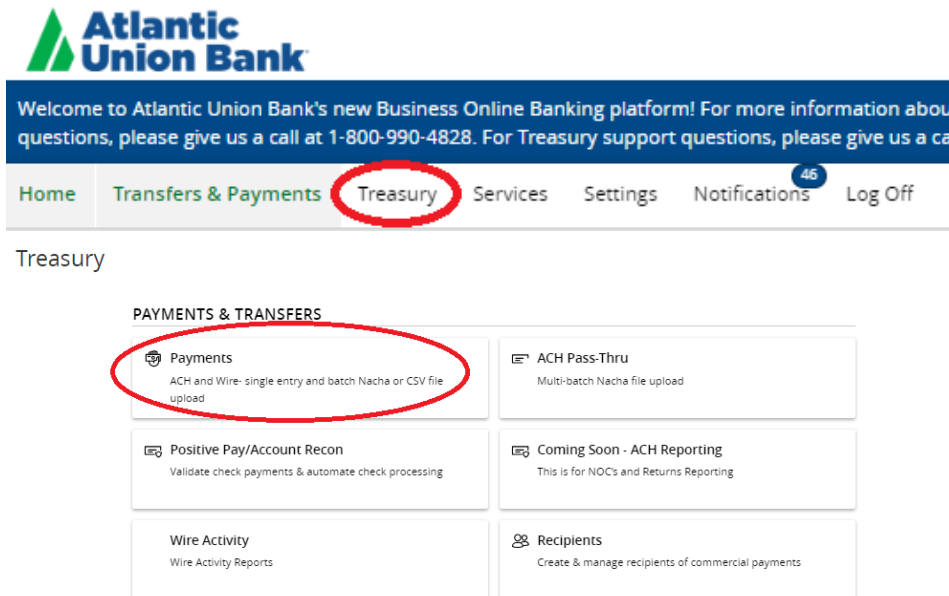 Atlantic
Union Bank
Welcome to Atlantic Union Bank's new Business Online Banking platform! For more information abou
questions, please give us a call at 1-800-990-4828. For Treasury support questions, please give us a ca
46
Home Transfers & Payments Treasury Services Settings Notifications Log Off
Treasury
PAYMENTS & TRANSFERS
Payments
ACH and Wire- single entry and batch Nacha or CSV file
upload
ACH Pass-Thru
Multi-batch Nacha file upload
Positive Pay/Account Recon
Validate check payments & automate check processing
Coming Soon - ACH Reporting
This is for NOC's and Returns Reporting
Wire Activity
Wire Activity Reports
Recipients
Create & manage recipients of commercial payments